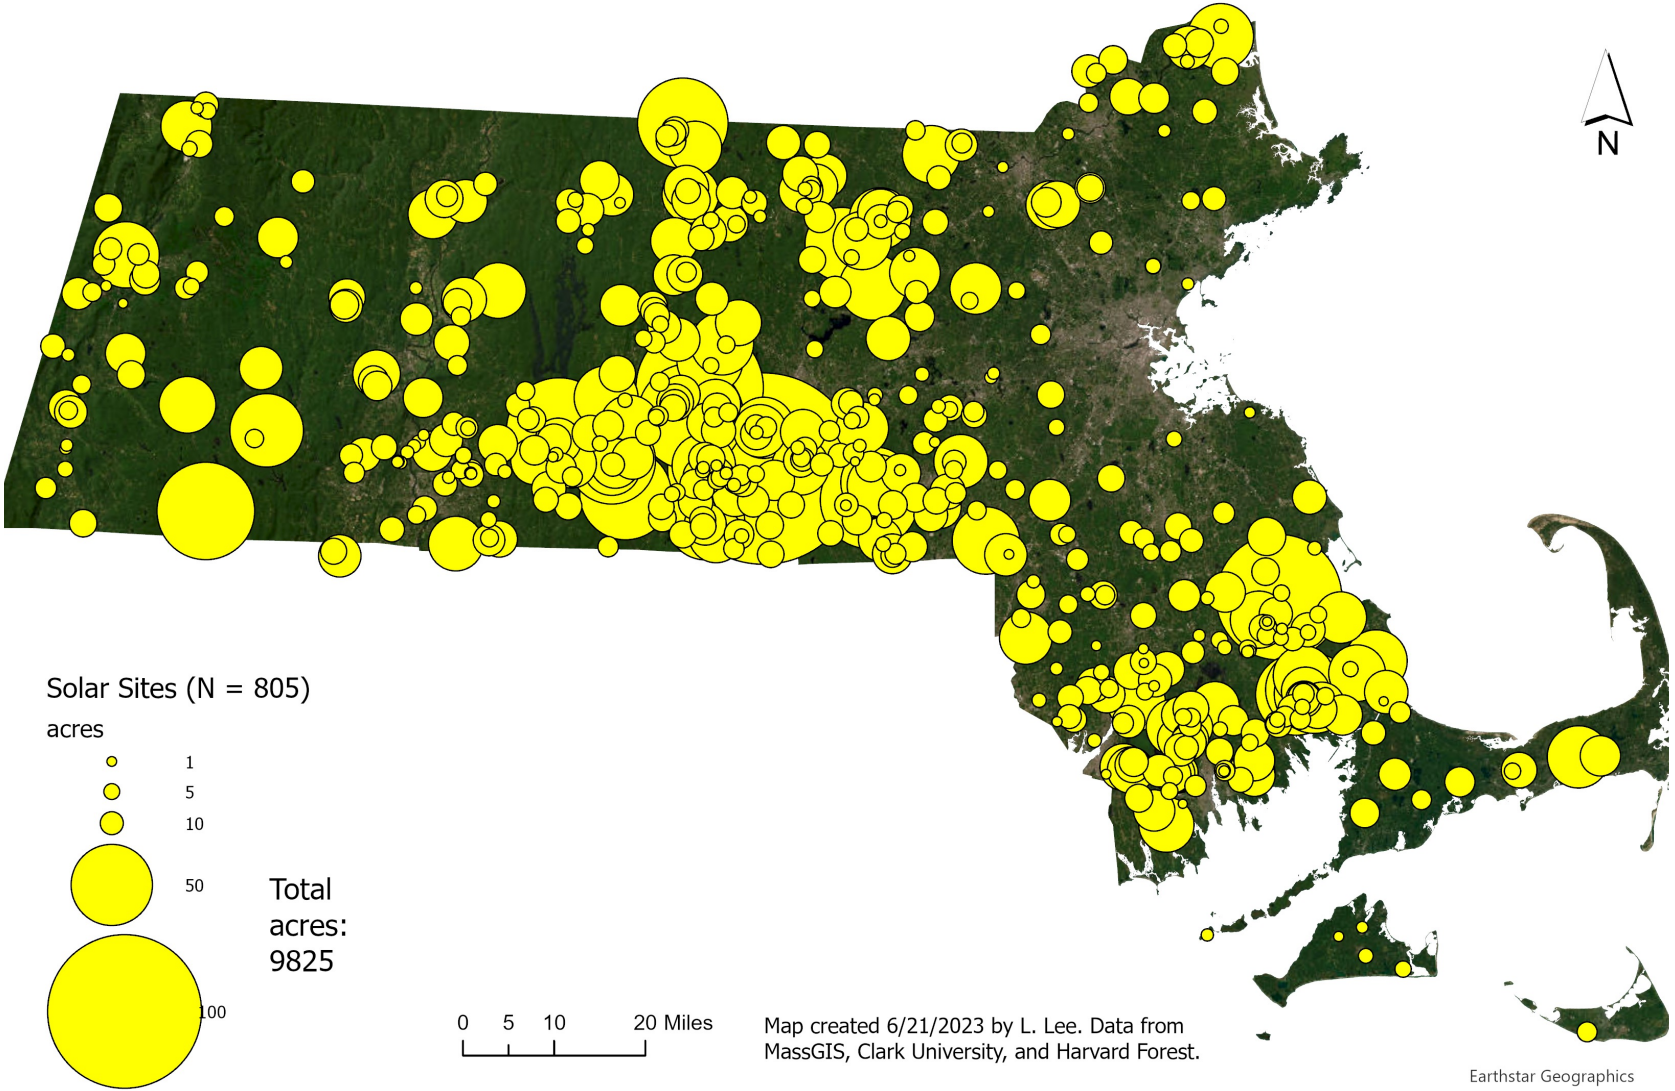 N
Solar Sites (N = 805)
acres
1
5
10
50
100
Total
acres:
9825
0 5 10 20 Miles
Map created 6/21/2023 by L. Lee. Data from
MassGIS, Clark University, and Harvard Forest.
Earthstar Geographics